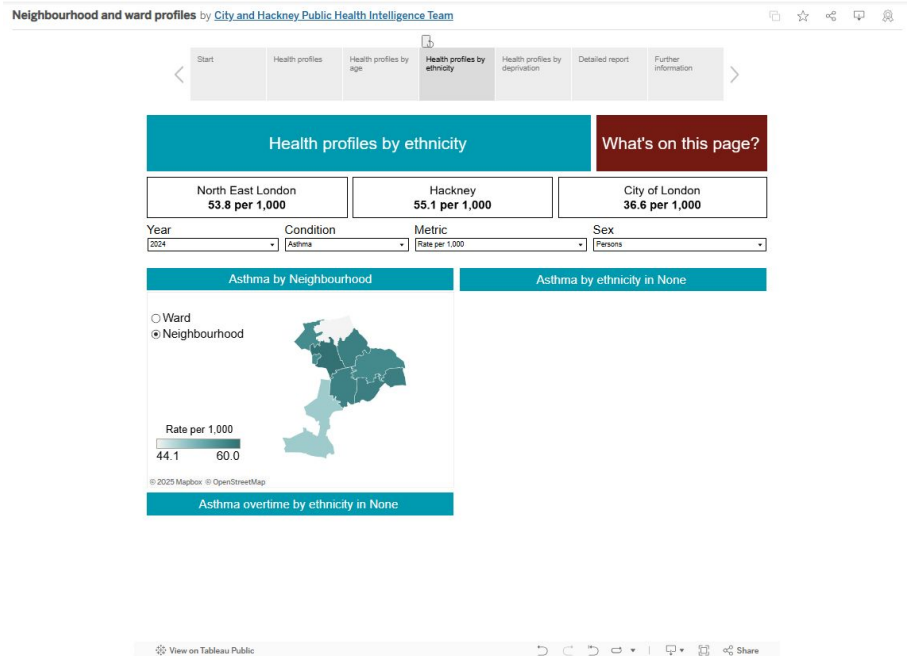 Neighbourhood and ward profiles by City and Hackney Public Health Intelligence Team
Start
Health profiles
Health profiles by
age
Health profiles by
ethnicity
Health profiles by
deprivation
Detailed report
Further
information
Health profiles by ethnicity
What's on this page?
North East London
53.8 per 1,000
Hackney
55.1 per 1,000
City of London
36.6 per 1,000
Year
2024
Condition
Asthma
Metric
Rate per 1,000
Sex
Persons
Asthma by Neighbourhood
Asthma by ethnicity in None
Ward
Neighbourhood
Rate per 1,000
44.1 60.0
© 2025 Mapbox © OpenStreetMap
Asthma overtime by ethnicity in None
View on Tableau Public
Share